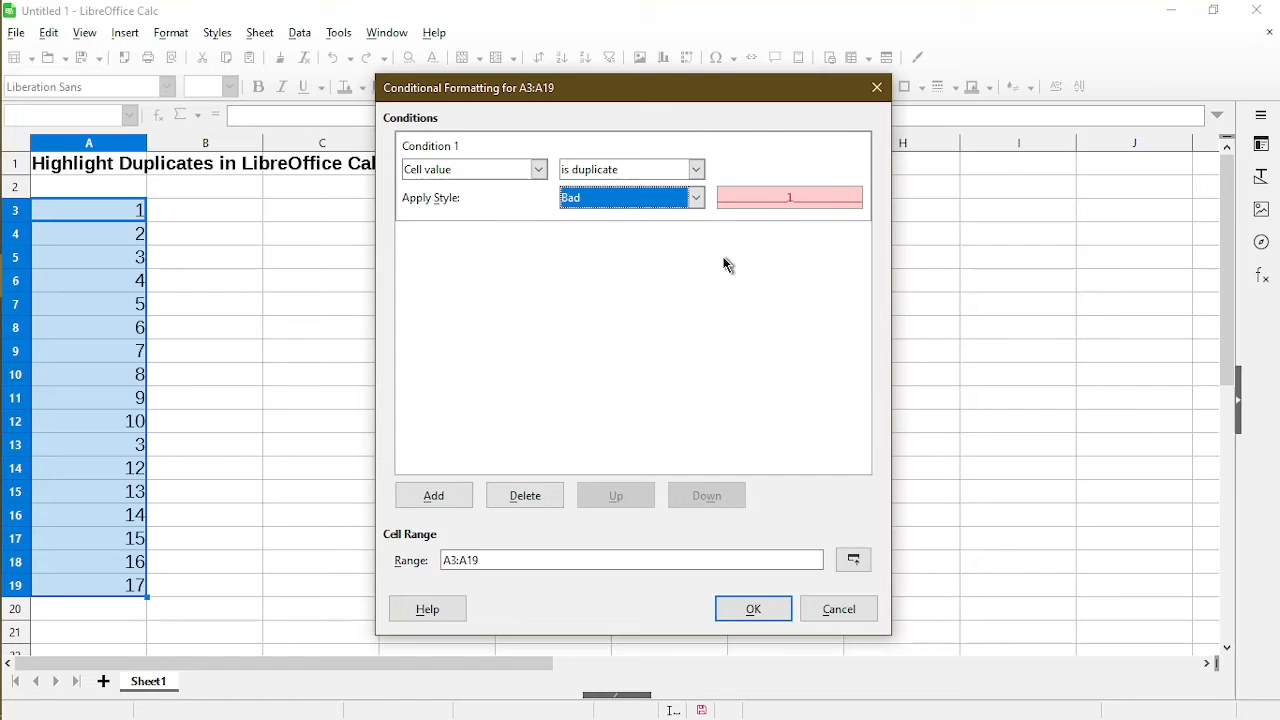 Untitled 1 - LibreOffice Calc
File Edit View Insert Format Styles Sheet Data Tools Window Help
Liberation Sans
Conditional Formatting for A3:A19
Conditions
Condition 1
Cell value is duplicate
Apply Style: Bad 1
Add Delete Up Down
Cell Range
Range: A3:A19
Help OK Cancel
A B C H I J
1 Highlight Duplicates in LibreOffice Cal
2
3 1
4 2
5 3
6 4
7 5
8 6
9 7
10 8
11 9
12 10
13 3
14 12
15 13
16 14
17 15
18 16
19 17
20
21
Sheet1